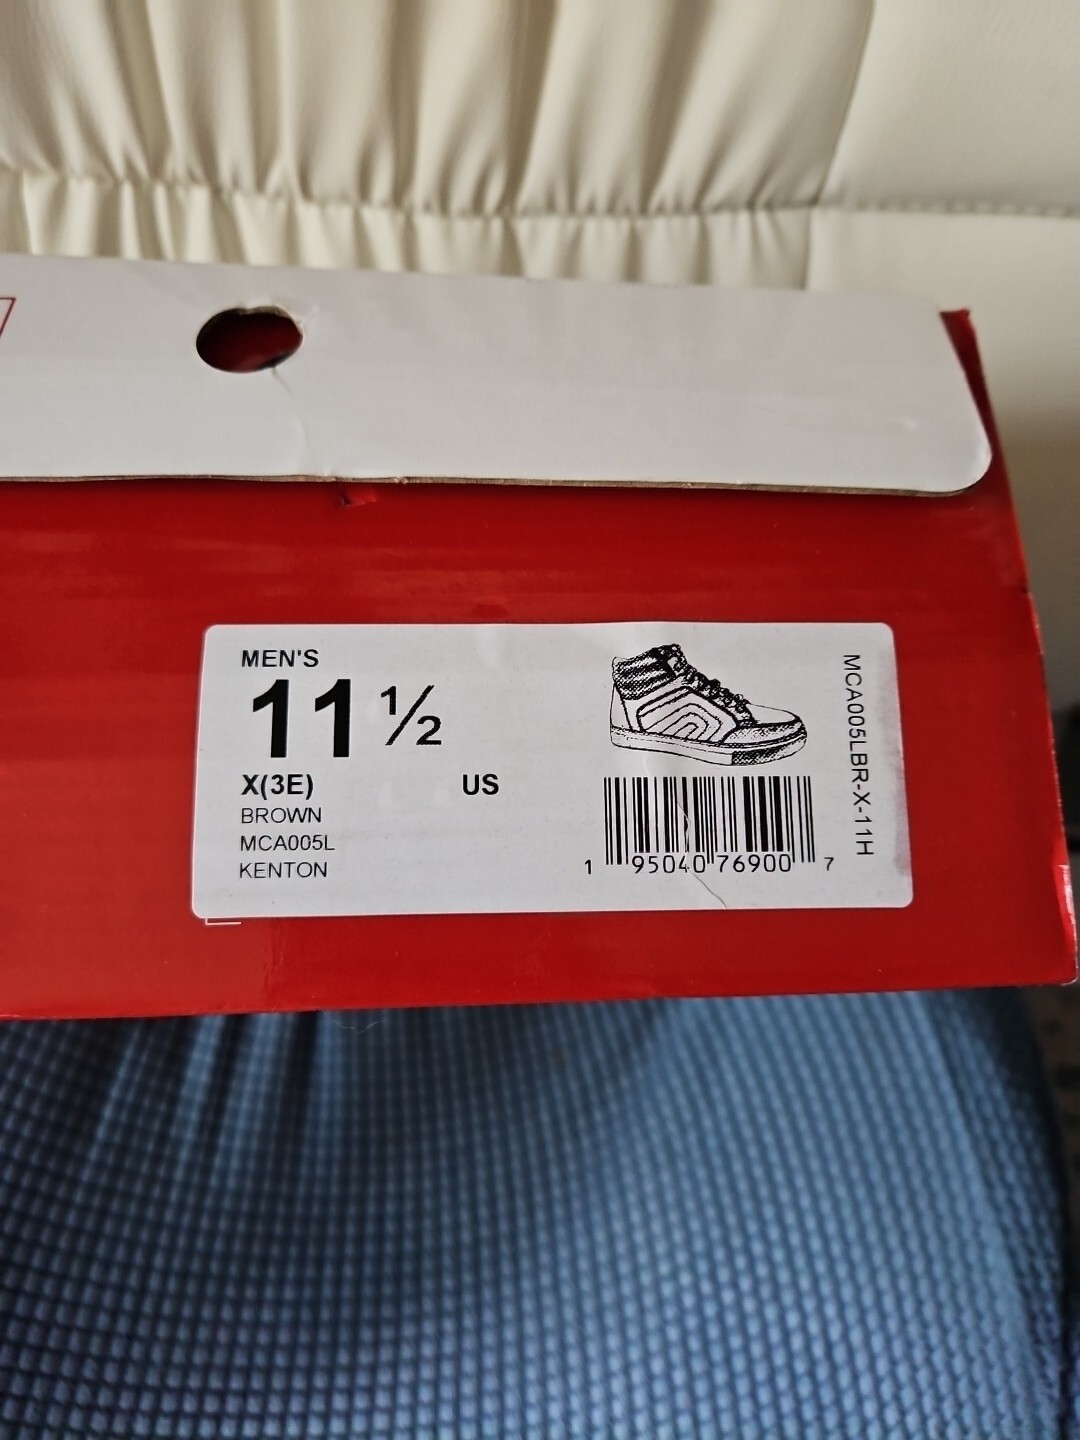 MEN'S
11 ½
X(3E) US
BROWN
MCA005L
KENTON
1 95040 76900 7
MCA005LBR-X-11H